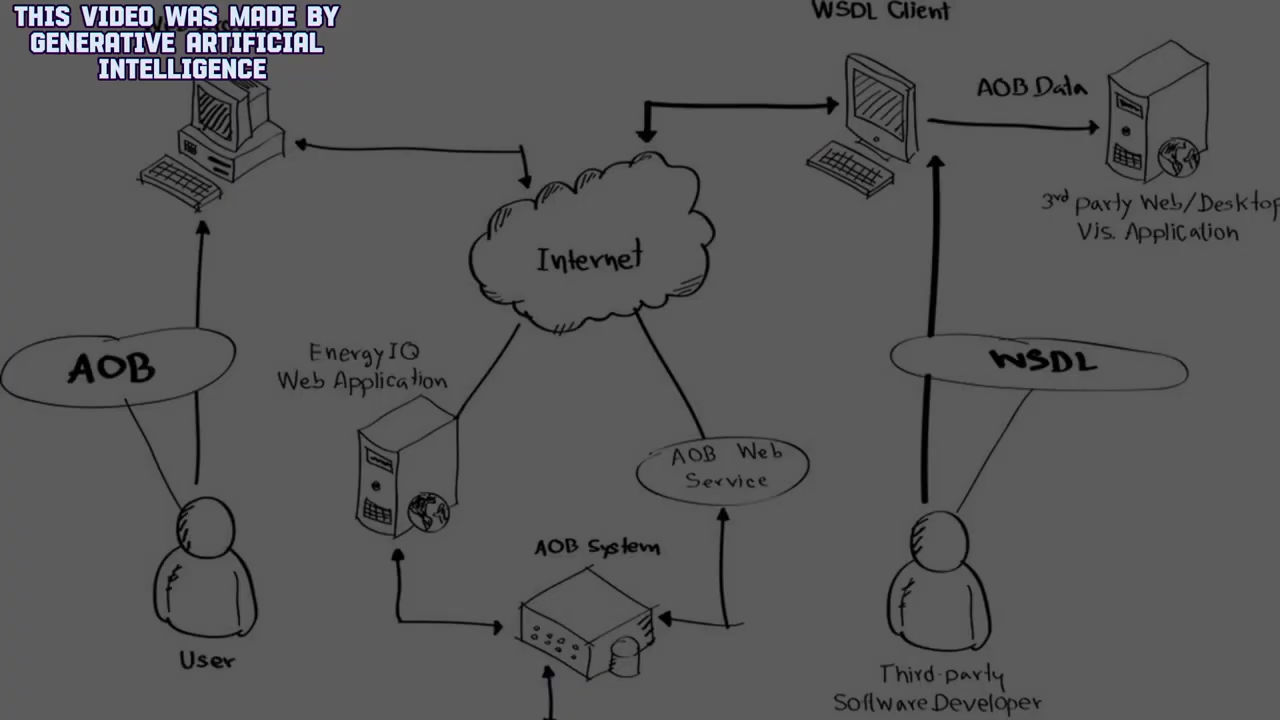 THIS VIDEO WAS MADE BY
GENERATIVE ARTIFICIAL
INTELLIGENCE
WSDL Client
AOB Data
3rd party Web/Desktop
Vis. Application
Internet
AOB
WSDL
EnergyIQ
Web Application
AOB Web
Service
AOB System
User
Third-party
Software Developer